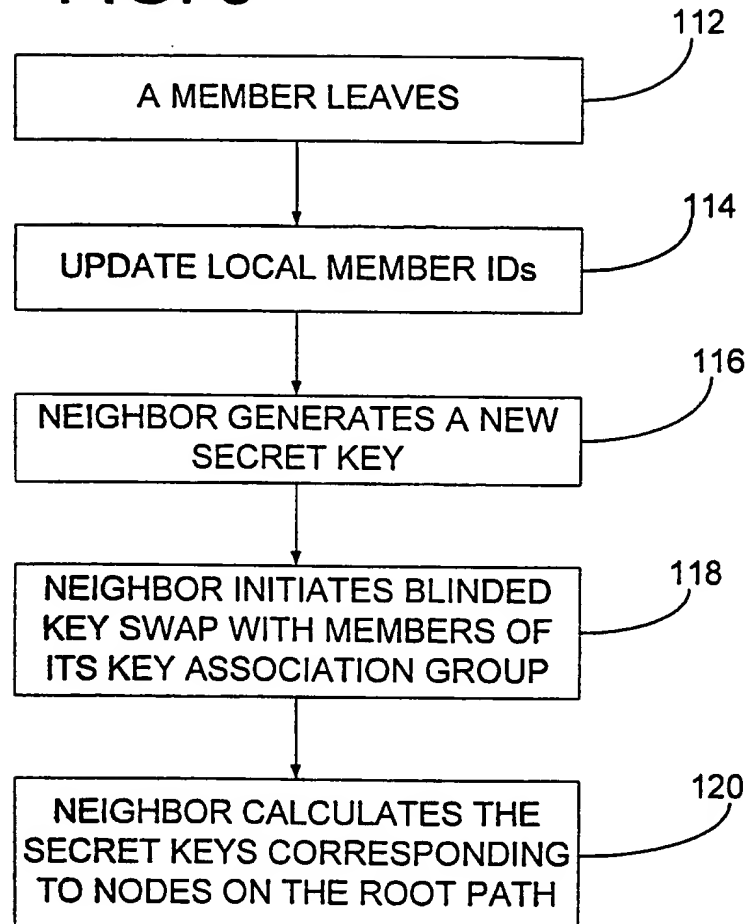 112
A MEMBER LEAVES
114
UPDATE LOCAL MEMBER IDs
116
NEIGHBOR GENERATES A NEW
SECRET KEY
118
NEIGHBOR INITIATES BLINDED
KEY SWAP WITH MEMBERS OF
ITS KEY ASSOCIATION GROUP
120
NEIGHBOR CALCULATES THE
SECRET KEYS CORRESPONDING
TO NODES ON THE ROOT PATH